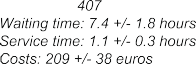 407
Waiting time: 7.4 +/- 1.8 hours
Service time: 1.1 +/- 0.3 hours
Costs: 209 +/- 38 euros